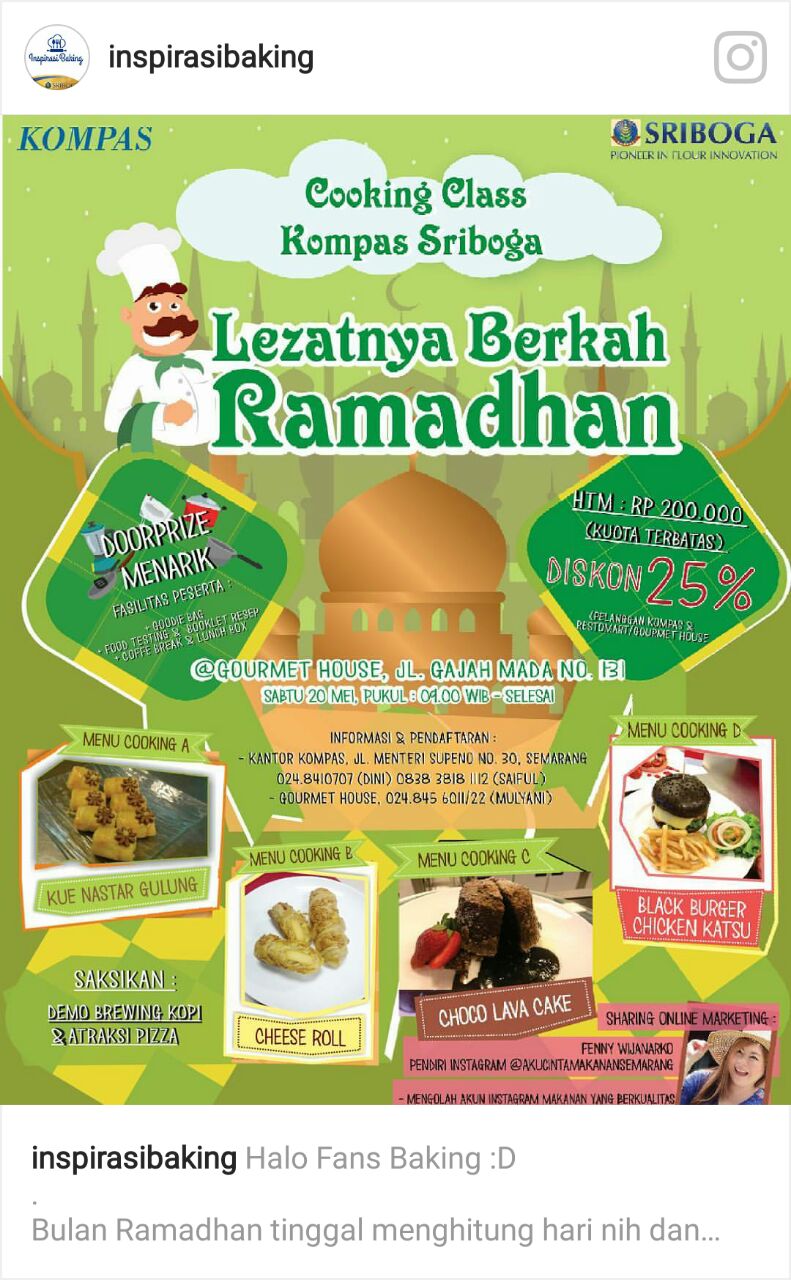 inspirasibaking
Inspirasi Baking
KOMPAS
SRIBOGA
PIONEER IN FLOUR INNOVATION
Cooking Class
Kompas Sriboga
Lezatnya Berkah
Ramadhan
DOORPRIZE
MENARIK
FASILITAS PESERTA :
+ GOODIE BAG
+ FOOD TESTING & BOOKLET RESEP
+ COFFE BREAK & LUNCH BOX
HTM : RP 200.000
(KUOTA TERBATAS)
DISKON 25%
(PELANGGAN KOMPAS &
RESTOMART/GOURMET HOUSE
@GOURMET HOUSE, JL. GAJAH MADA NO. 131
SABTU 20 MEI, PUKUL : 09.00 WIB - SELESAI
INFORMASI & PENDAFTARAN :
- KANTOR KOMPAS, JL. MENTERI SUPENO NO. 30, SEMARANG
024.8410707 (DINI) 0838 3818 1112 (SAIFUL)
- GOURMET HOUSE, 024.845 6011/22 (MULYANI)
MENU COOKING A
KUE NASTAR GULUNG
MENU COOKING B
CHEESE ROLL
MENU COOKING C
CHOCO LAVA CAKE
MENU COOKING D
BLACK BURGER
CHICKEN KATSU
SAKSIKAN :
DEMO BREWING KOPI
& ATRAKSI PIZZA
SHARING ONLINE MARKETING :
FENNY WIJANARKO
PENDIRI INSTAGRAM @AKUCINTAMAKANANSEMARANG
- MENGOLAH AKUN INSTAGRAM MAKANAN YANG BERKUALITAS
inspirasibaking Halo Fans Baking :D
.
Bulan Ramadhan tinggal menghitung hari nih dan...